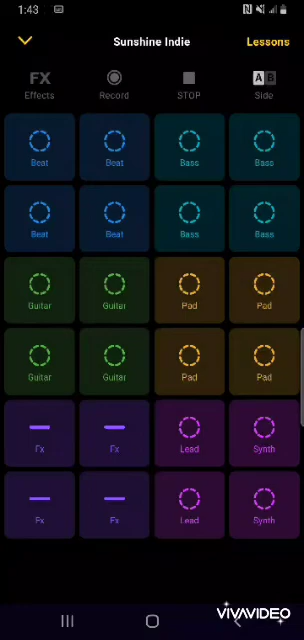 1:43
Sunshine Indie
Lessons
FX
A B
Effects
Record
STOP
Side
Beat
Beat
Bass
Bass
Beat
Beat
Bass
Bass
Guitar
Guitar
Pad
Pad
Guitar
Guitar
Pad
Pad
Fx
Fx
Lead
Synth
Fx
Fx
Lead
Synth
VIVAVIDEO